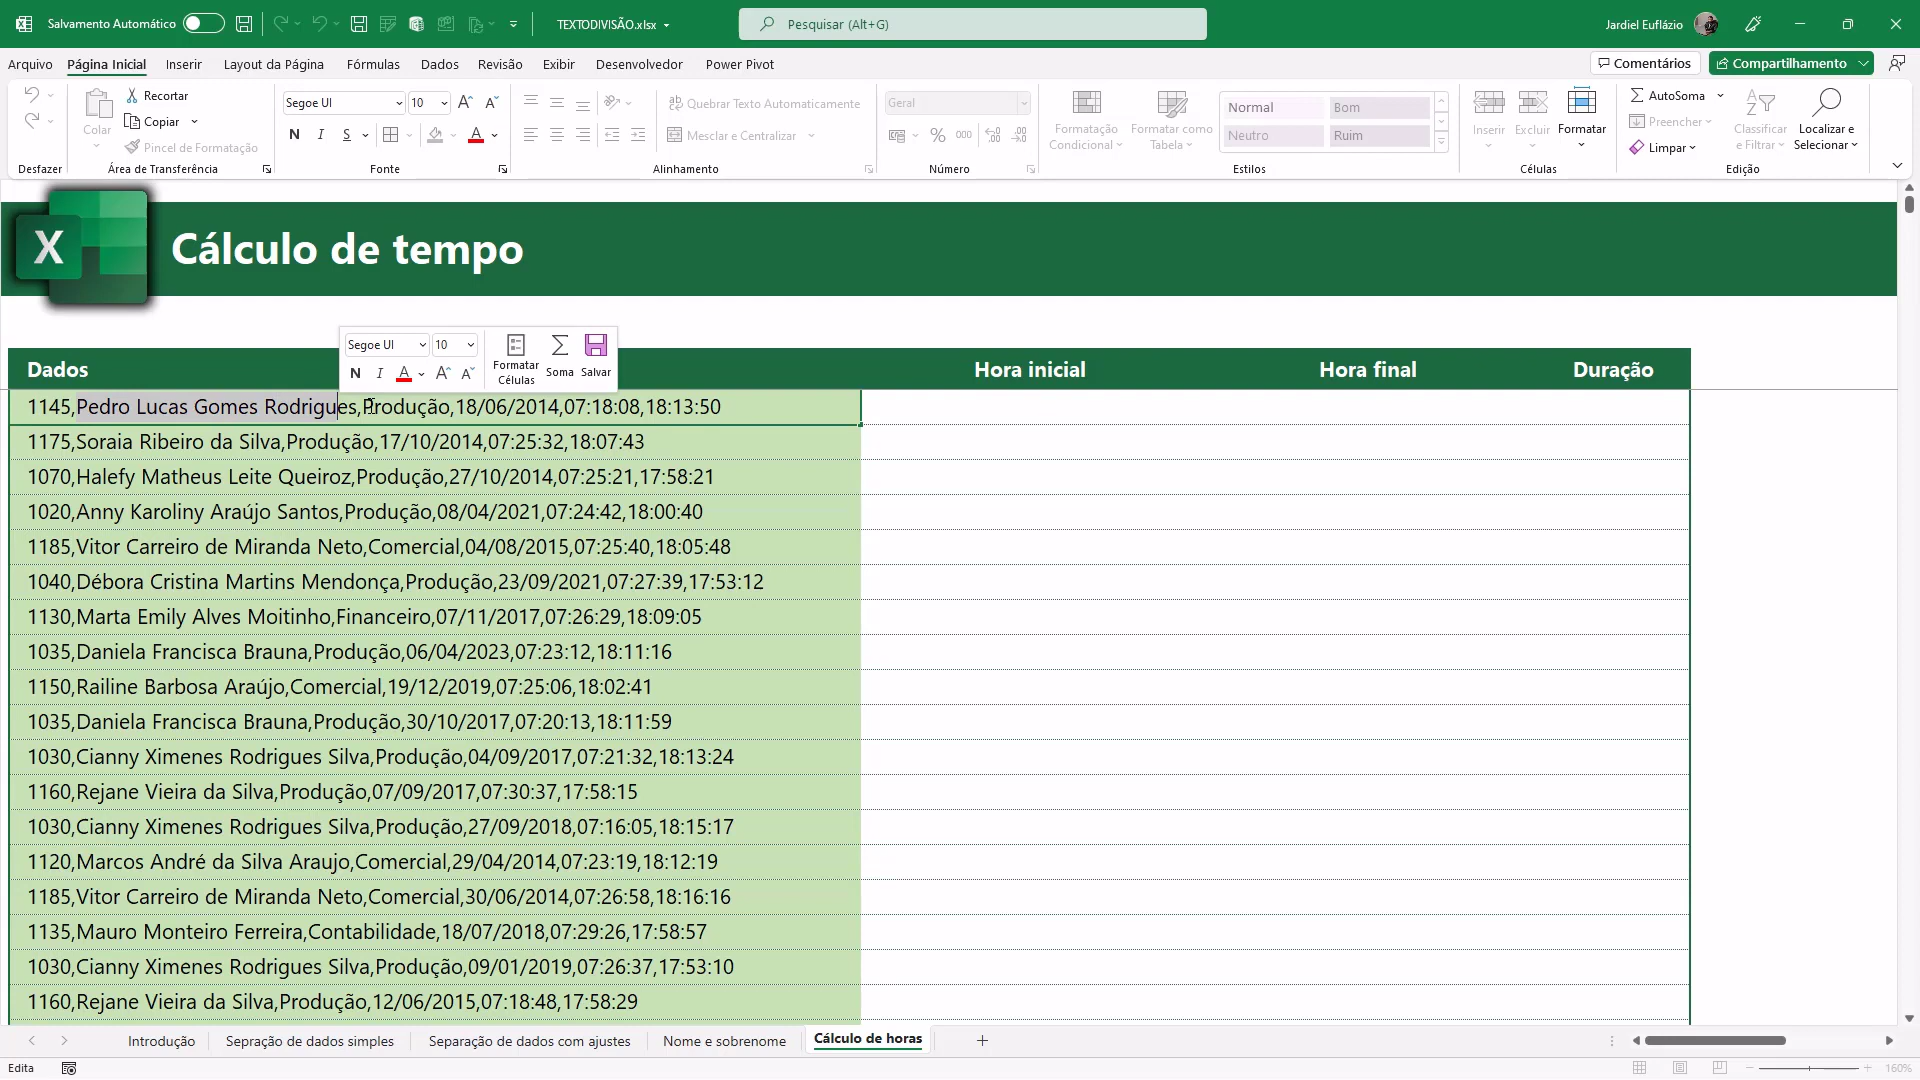 Salvamento Automático
TEXTODIVISÃO.xlsx
Pesquisar (Alt+G)
Jardiel Euflázio
Arquivo Página Inicial Inserir Layout da Página Fórmulas Dados Revisão Exibir Desenvolvedor Power Pivot
Comentários Compartilhamento
Colar
Recortar
Copiar
Pincel de Formatação
Segoe UI 10
N I S A
Quebrar Texto Automaticamente
Mesclar e Centralizar
Geral
% 000
Formatação Condicional
Formatar como Tabela
Normal Bom
Neutro Ruim
Inserir Excluir Formatar
AutoSoma
Preencher
Limpar
Classificar e Filtrar
Localizar e Selecionar
Desfazer Área de Transferência Fonte Alinhamento Número Estilos Células Edição
X
Cálculo de tempo
Segoe UI 10
N I A
Formatar Células
Soma
Salvar
Dados Hora inicial Hora final Duração
1145,Pedro Lucas Gomes Rodrigues,Produção,18/06/2014,07:18:08,18:13:50
1175,Soraia Ribeiro da Silva,Produção,17/10/2014,07:25:32,18:07:43
1070,Halefy Matheus Leite Queiroz,Produção,27/10/2014,07:25:21,17:58:21
1020,Anny Karoliny Araújo Santos,Produção,08/04/2021,07:24:42,18:00:40
1185,Vitor Carreiro de Miranda Neto,Comercial,04/08/2015,07:25:40,18:05:48
1040,Débora Cristina Martins Mendonça,Produção,23/09/2021,07:27:39,17:53:12
1130,Marta Emily Alves Moitinho,Financeiro,07/11/2017,07:26:29,18:09:05
1035,Daniela Francisca Brauna,Produção,06/04/2023,07:23:12,18:11:16
1150,Railine Barbosa Araújo,Comercial,19/12/2019,07:25:06,18:02:41
1035,Daniela Francisca Brauna,Produção,30/10/2017,07:20:13,18:11:59
1030,Cianny Ximenes Rodrigues Silva,Produção,04/09/2017,07:21:32,18:13:24
1160,Rejane Vieira da Silva,Produção,07/09/2017,07:30:37,17:58:15
1030,Cianny Ximenes Rodrigues Silva,Produção,27/09/2018,07:16:05,18:15:17
1120,Marcos André da Silva Araujo,Comercial,29/04/2014,07:23:19,18:12:19
1185,Vitor Carreiro de Miranda Neto,Comercial,30/06/2014,07:26:58,18:16:16
1135,Mauro Monteiro Ferreira,Contabilidade,18/07/2018,07:29:26,17:58:57
1030,Cianny Ximenes Rodrigues Silva,Produção,09/01/2019,07:26:37,17:53:10
1160,Rejane Vieira da Silva,Produção,12/06/2015,07:18:48,17:58:29
Introdução Sepração de dados simples Separação de dados com ajustes Nome e sobrenome Cálculo de horas
Edita
160%